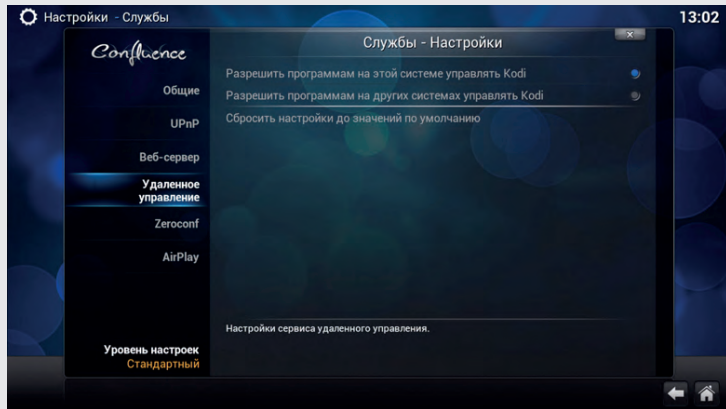 Настройки - Службы
13:02
Confluence
Службы - Настройки
Общие
UPnP
Веб-сервер
Удаленное
управление
Zeroconf
AirPlay
Уровень настроек
Стандартный
Разрешить программам на этой системе управлять Kodi
Разрешить программам на других системах управлять Kodi
Сбросить настройки до значений по умолчанию
Настройки сервиса удаленного управления.